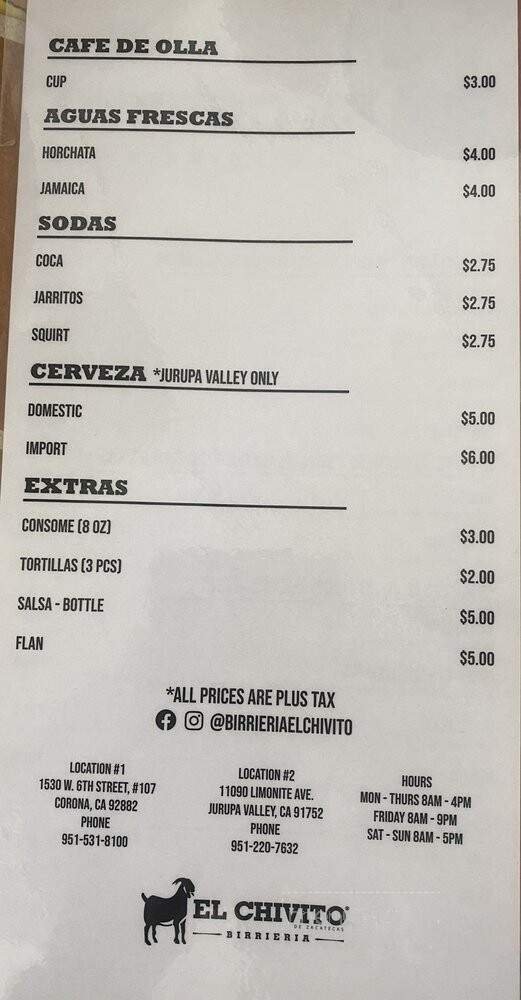 CAFE DE OLLA
CUP $3.00
AGUAS FRESCAS
HORCHATA $4.00
JAMAICA $4.00
SODAS
COCA $2.75
JARRITOS $2.75
SQUIRT $2.75
CERVEZA *JURUPA VALLEY ONLY
DOMESTIC $5.00
IMPORT $6.00
EXTRAS
CONSOME (8 OZ) $3.00
TORTILLAS (3 PCS) $2.00
SALSA - BOTTLE $5.00
FLAN $5.00
*ALL PRICES ARE PLUS TAX
@BIRRIERIAELCHIVITO
LOCATION #1
1530 W. 6TH STREET, #107
CORONA, CA 92882
PHONE
951-531-8100
LOCATION #2
11090 LIMONITE AVE.
JURUPA VALLEY, CA 91752
PHONE
951-220-7632
HOURS
MON - THURS 8AM - 4PM
FRIDAY 8AM - 9PM
SAT - SUN 8AM - 5PM
EL CHIVITO®
DE ZACATECAS
BIRRIERIA